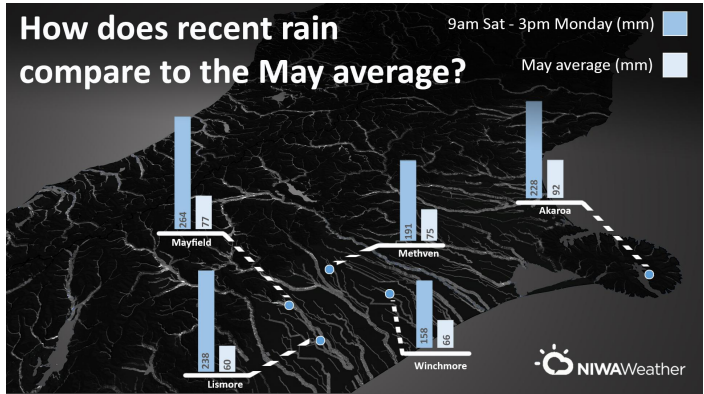 How does recent rain
compare to the May average?
9am Sat - 3pm Monday (mm)
May average (mm)
264
77
Mayfield
191
75
Methven
228
92
Akaroa
238
60
Lismore
158
66
Winchmore
NIWAWeather